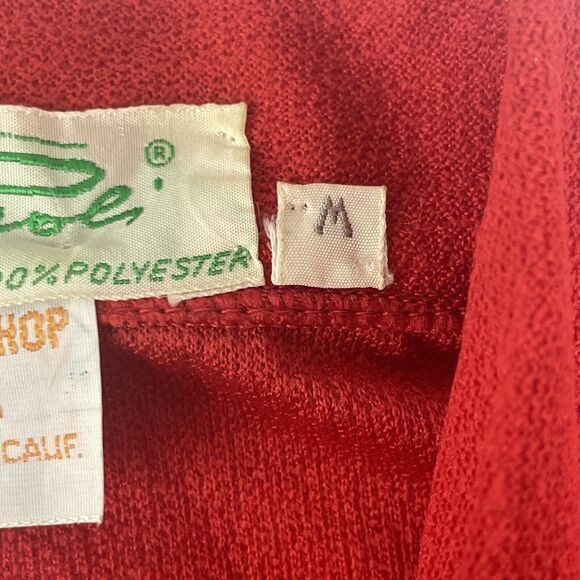 ®
00% POLYESTER
M
HOP
CALIF.